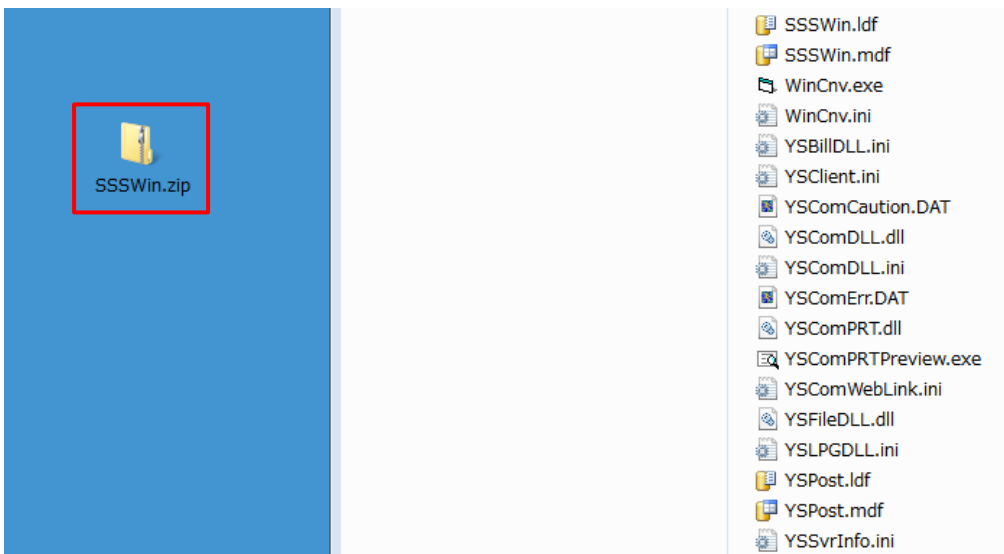 SSSWin.zip
SSSWin.ldf
SSSWin.mdf
WinCnv.exe
WinCnv.ini
YSBillDLL.ini
YSClient.ini
YSComCaution.DAT
YSComDLL.dll
YSComDLL.ini
YSComErr.DAT
YSComPRT.dll
YSComPRTPreview.exe
YSComWebLink.ini
YSFileDLL.dll
YSLPGDLL.ini
YSPost.ldf
YSPost.mdf
YSSvrInfo.ini